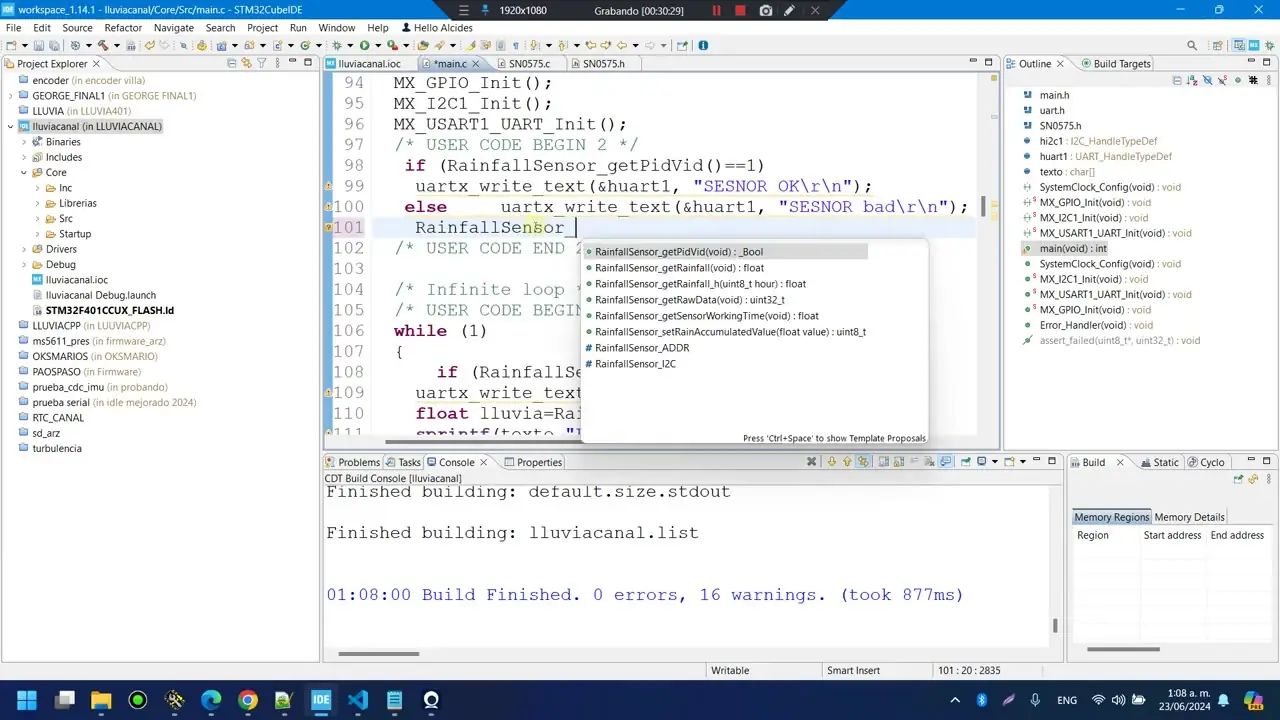 workspace_1.14.1 - lluviacanal/Core/Src/main.c - STM32CubeIDE
1920x1080
Grabando [00:30:29]
File Edit Source Refactor Navigate Search Project Run Window Help Hello Alcides
Project Explorer
encoder (in encoder villa)
GEORGE_FINAL1 (in GEORGE FINAL1)
LLUVIA (in LLUVIA401)
lluviacanal (in LLUVIACANAL)
Binaries
Includes
Core
Inc
Librerias
Src
Startup
Drivers
Debug
lluviacanal.ioc
lluviacanal Debug.launch
STM32F401CCUX_FLASH.ld
LLUVIACPP (in LUUVIACPP)
ms5611_pres (in firmware_arz)
OKSMARIOS (in OKSMARIO)
PAOSPASO (in Firmware)
prueba_cdc_imu (in probando)
prueba serial (in idle mejorado 2024)
RTC_CANAL
sd_arz
turbulencia
lluviacanal.ioc *main.c SN0575.c SN0575.h
94 MX_GPIO_Init();
95 MX_I2C1_Init();
96 MX_USART1_UART_Init();
97 /* USER CODE BEGIN 2 */
98 if (RainfallSensor_getPidVid()==1)
99 uartx_write_text(&huart1, "SESNOR OK\r\n");
100 else uartx_write_text(&huart1, "SESNOR bad\r\n");
101 RainfallSensor_
102 /* USER CODE END 2
103
104 /* Infinite loop *
105 /* USER CODE BEGIN
106 while (1)
107 {
108 if (RainfallSe
109 uartx_write_text
110 float lluvia=Rai
111 sprintf(texto,"
RainfallSensor_getPidVid(void) : _Bool
RainfallSensor_getRainfall(void) : float
RainfallSensor_getRainfall_h(uint8_t hour) : float
RainfallSensor_getRawData(void) : uint32_t
RainfallSensor_getSensorWorkingTime(void) : float
RainfallSensor_setRainAccumulatedValue(float value) : uint8_t
RainfallSensor_ADDR
RainfallSensor_I2C
Press 'Ctrl+Space' to show Template Proposals
Outline Build Targets
main.h
uart.h
SN0575.h
hi2c1 : I2C_HandleTypeDef
huart1 : UART_HandleTypeDef
texto : char[]
SystemClock_Config(void) : void
MX_GPIO_Init(void) : void
MX_I2C1_Init(void) : void
MX_USART1_UART_Init(void) : void
main(void) : int
SystemClock_Config(void) : void
MX_I2C1_Init(void) : void
MX_USART1_UART_Init(void) : void
MX_GPIO_Init(void) : void
Error_Handler(void) : void
assert_failed(uint8_t*, uint32_t) : void
Problems Tasks Console Properties
CDT Build Console [lluviacanal]
Finished building: default.size.stdout
Finished building: lluviacanal.list
01:08:00 Build Finished. 0 errors, 16 warnings. (took 877ms)
Build Static Cyclo
Memory Regions Memory Details
Region Start address End address
Writable Smart Insert 101 : 20 : 2835
IDE
ENG
1:08 a. m.
23/06/2024